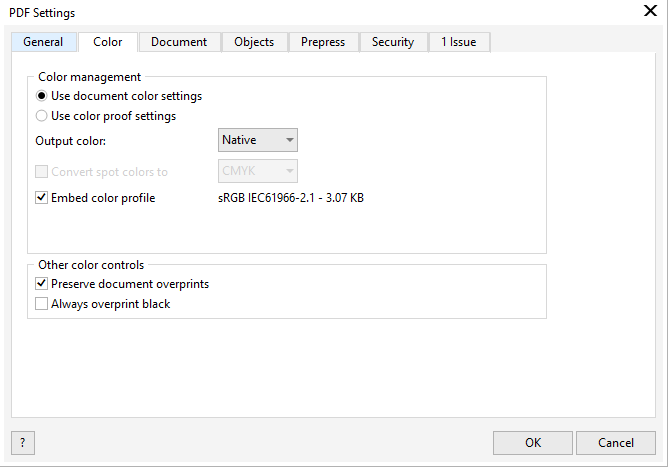 PDF Settings
General Color Document Objects Prepress Security 1 Issue
Color management
Use document color settings
Use color proof settings
Output color: Native
Convert spot colors to CMYK
Embed color profile sRGB IEC61966-2.1 - 3.07 KB
Other color controls
Preserve document overprints
Always overprint black
? OK Cancel